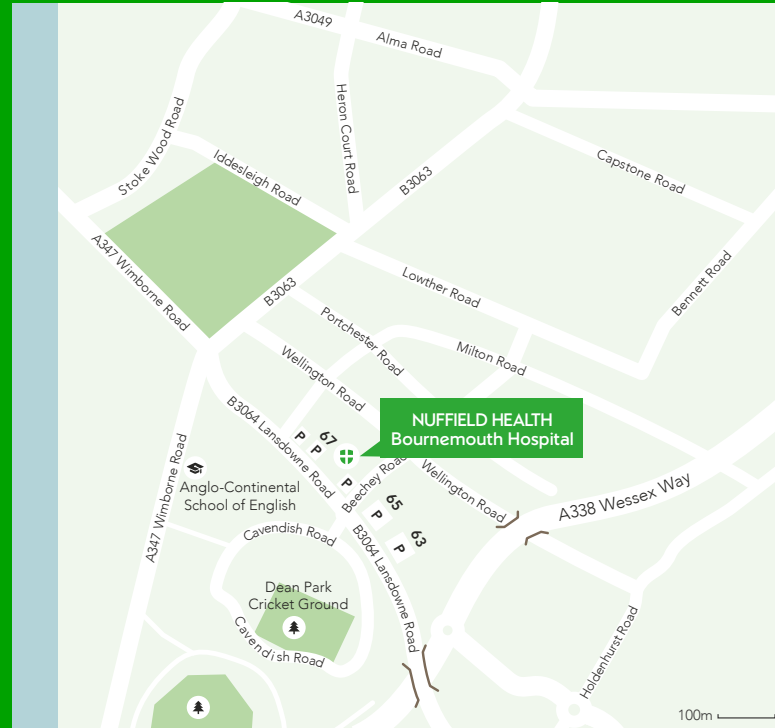 A3049
Alma Road
Heron Court Road
Stoke Wood Road
Iddesleigh Road
B3063
Capstone Road
A347 Wimborne Road
B3063
Lowther Road
Bennett Road
Portchester Road
Milton Road
Wellington Road
B3064 Lansdowne Road
NUFFIELD HEALTH
Bournemouth Hospital
67
P
P
P
Beechey Road
Wellington Road
A347 Wimborne Road
Anglo-Continental
School of English
65
P
63
P
A338 Wessex Way
Cavendish Road
B3064 Lansdowne Road
Dean Park
Cricket Ground
Cavendish Road
Holdenhurst Road
100m